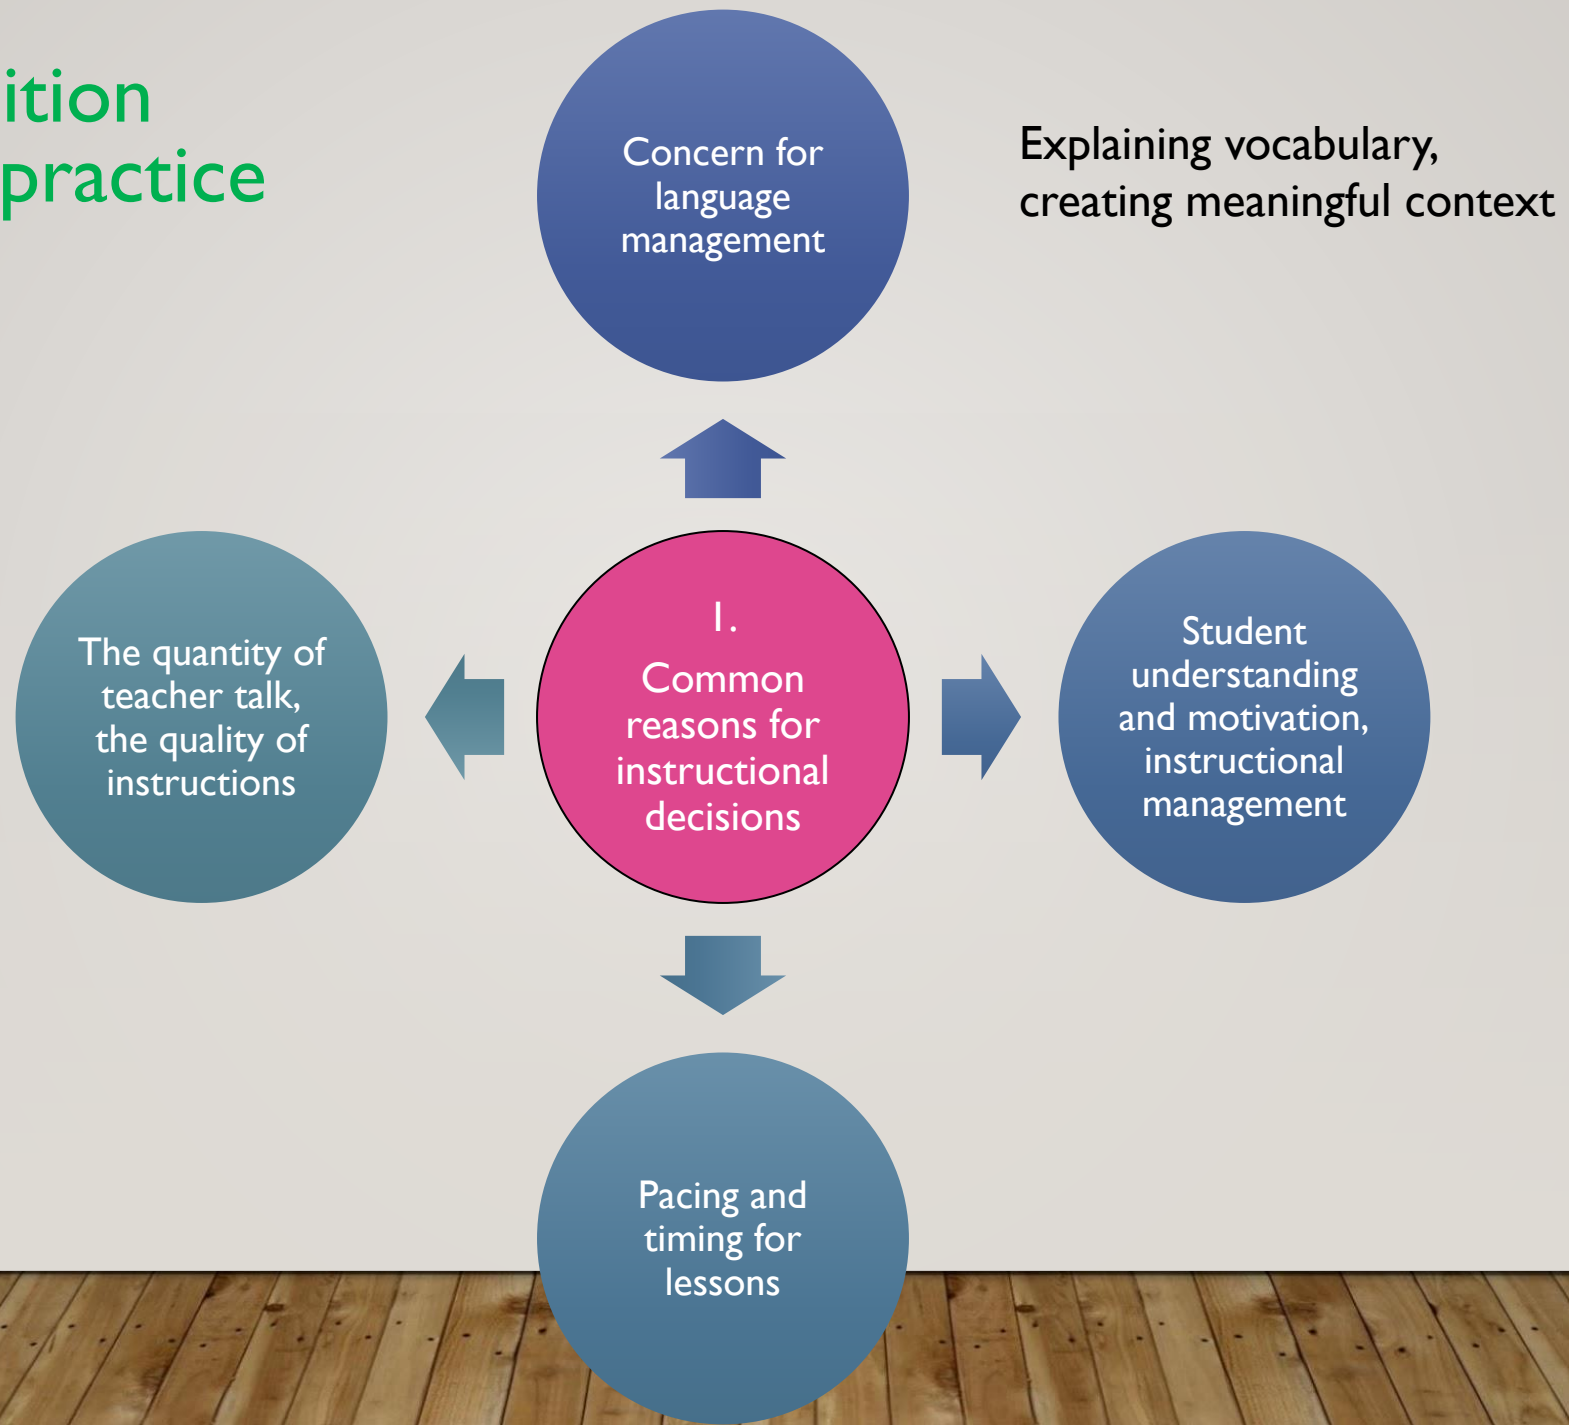 ition
practice
Concern for
language
management
Explaining vocabulary,
creating meaningful context
The quantity of
teacher talk,
the quality of
instructions
1.
Common
reasons for
instructional
decisions
Student
understanding
and motivation,
instructional
management
Pacing and
timing for
lessons